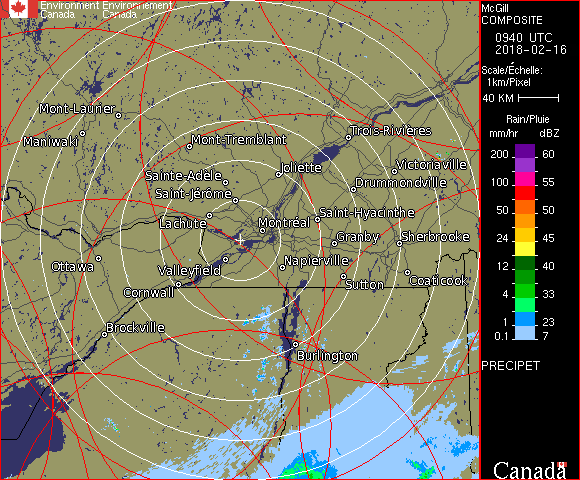 Environment Environnement
Canada Canada
McGill
COMPOSITE
0940 UTC
2018-02-16
Scale/Échelle:
1km/Pixel
40 KM
Rain/Pluie
mm/hr dBZ
200 60
100 55
50 50
24 45
12 40
4 33
1 23
0.1 7
PRECIPET
Canada
Mont-Laurier
Maniwaki
Mont-Tremblant
Trois-Rivières
Sainte-Adèle
Joliette
Victoriaville
Saint-Jérôme
Drummondville
Lachute
Montréal
Saint-Hyacinthe
Granby
Sherbrooke
Ottawa
Valleyfield
Napierville
Cornwall
Sutton
Coaticook
Brockville
Burlington